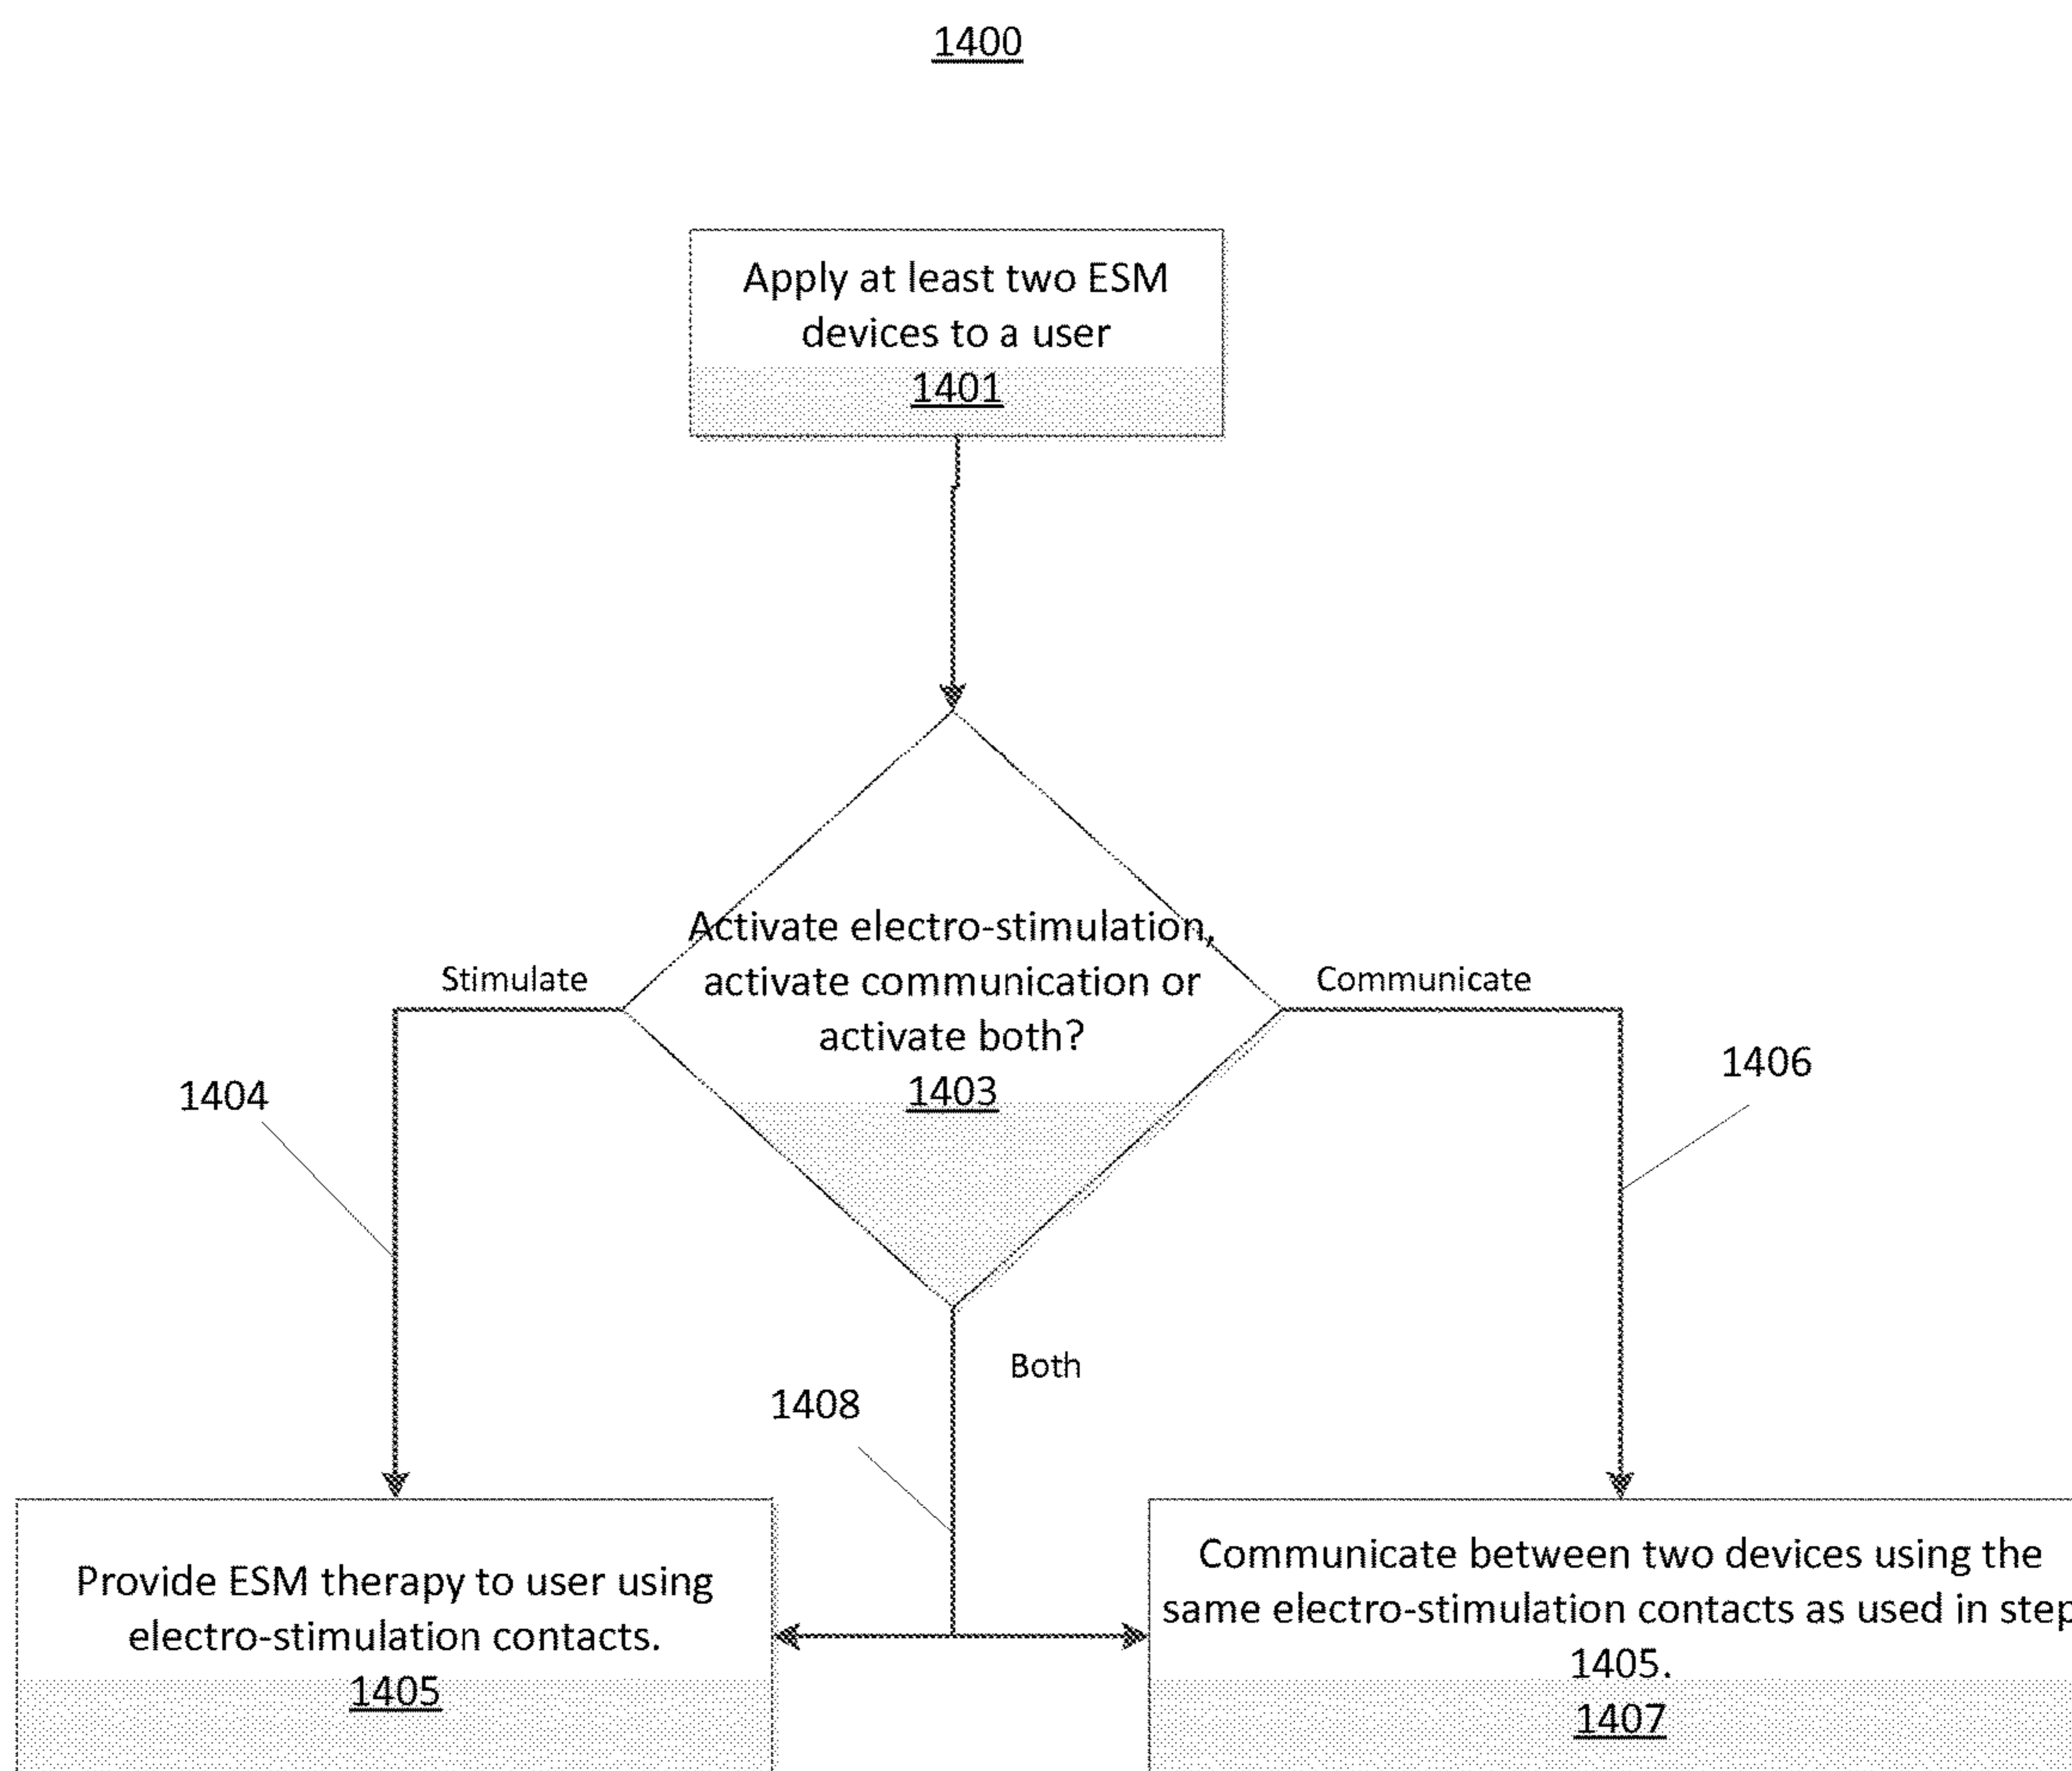 1400
Apply at least two ESM
devices to a user
1401
Activate electro-stimulation,
activate communication or
activate both?
1403
Stimulate
Communicate
1404
1406
Both
1408
Provide ESM therapy to user using
electro-stimulation contacts.
1405
Communicate between two devices using the
same electro-stimulation contacts as used in step
1405.
1407